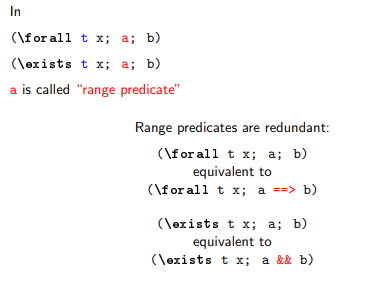 In
(\forall t x; a; b)
(\exists t x; a; b)
a is called “range predicate”
Range predicates are redundant:
(\forall t x; a; b)
equivalent to
(\forall t x; a ==> b)
(\exists t x; a; b)
equivalent to
(\exists t x; a && b)